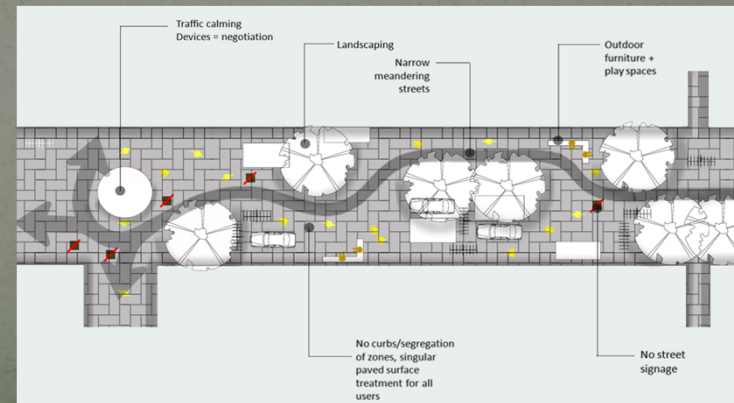 Traffic calming
Devices = negotiation
Landscaping
Narrow
meandering
streets
Outdoor
furniture +
play spaces
No curbs/segregation
of zones, singular
paved surface
treatment for all
users
No street
signage